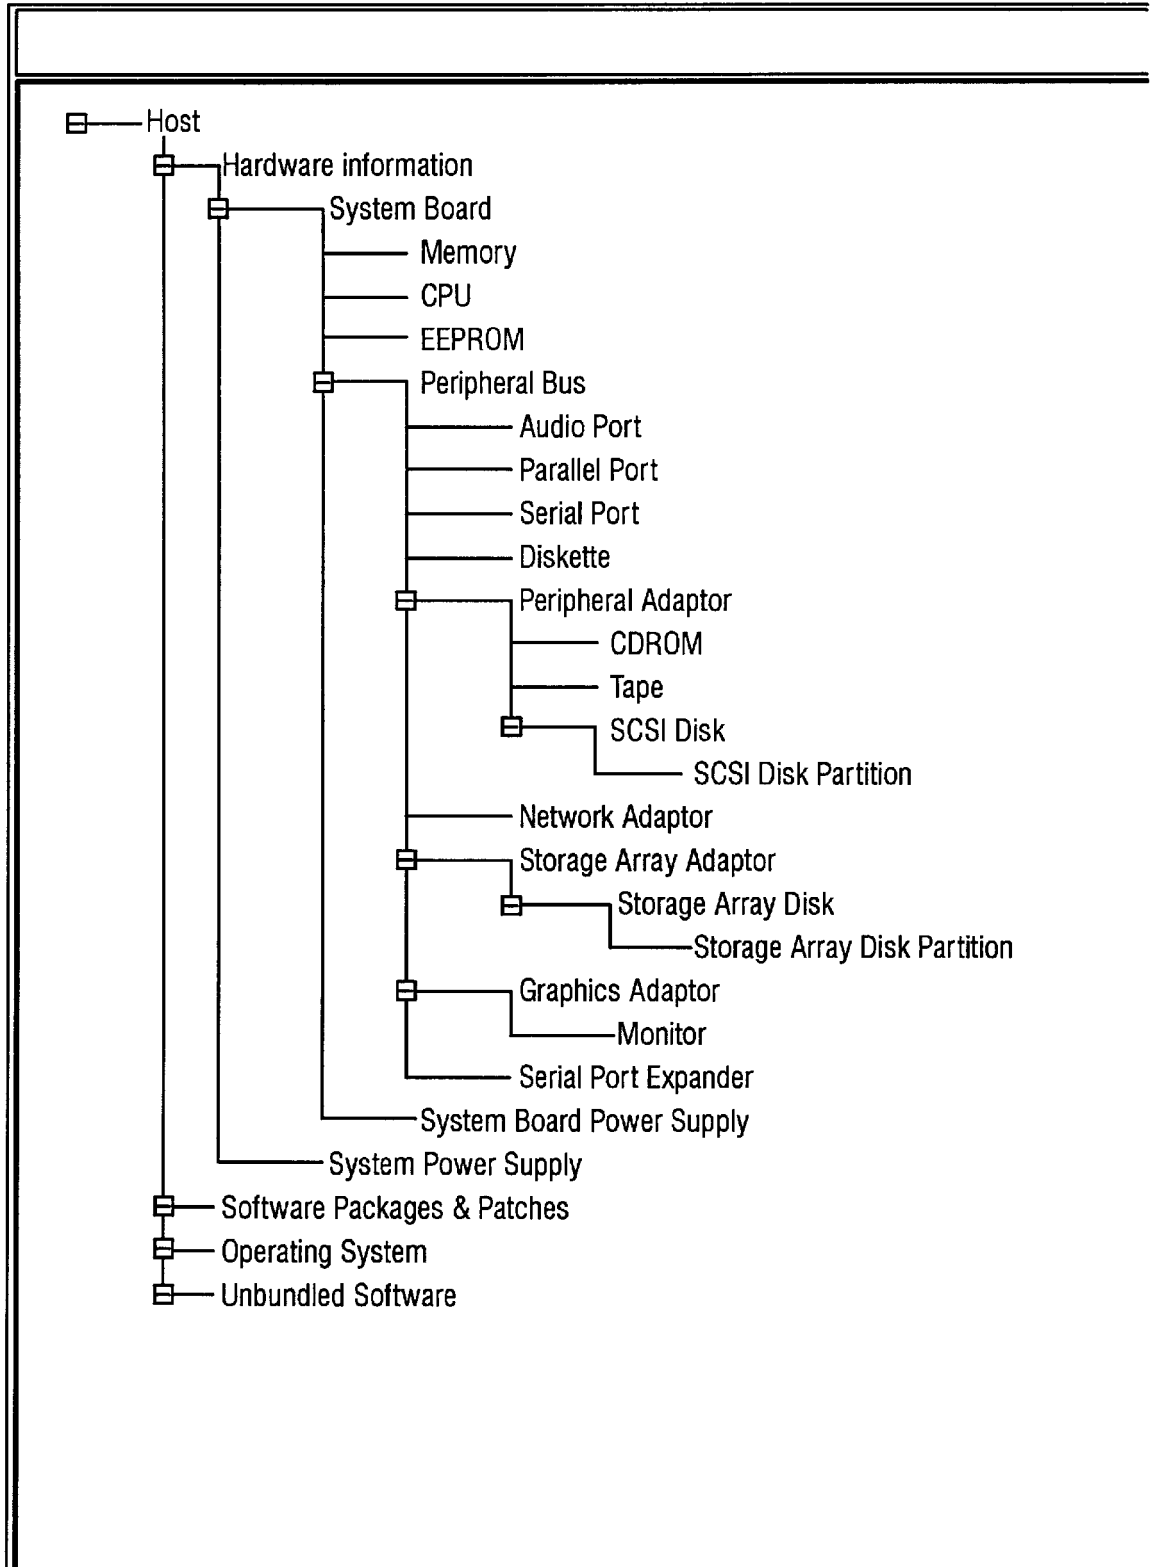 Host
Hardware information
System Board
Memory
CPU
EEPROM
Peripheral Bus
Audio Port
Parallel Port
Serial Port
Diskette
Peripheral Adaptor
CDROM
Tape
SCSI Disk
SCSI Disk Partition
Network Adaptor
Storage Array Adaptor
Storage Array Disk
Storage Array Disk Partition
Graphics Adaptor
Monitor
Serial Port Expander
System Board Power Supply
System Power Supply
Software Packages & Patches
Operating System
Unbundled Software